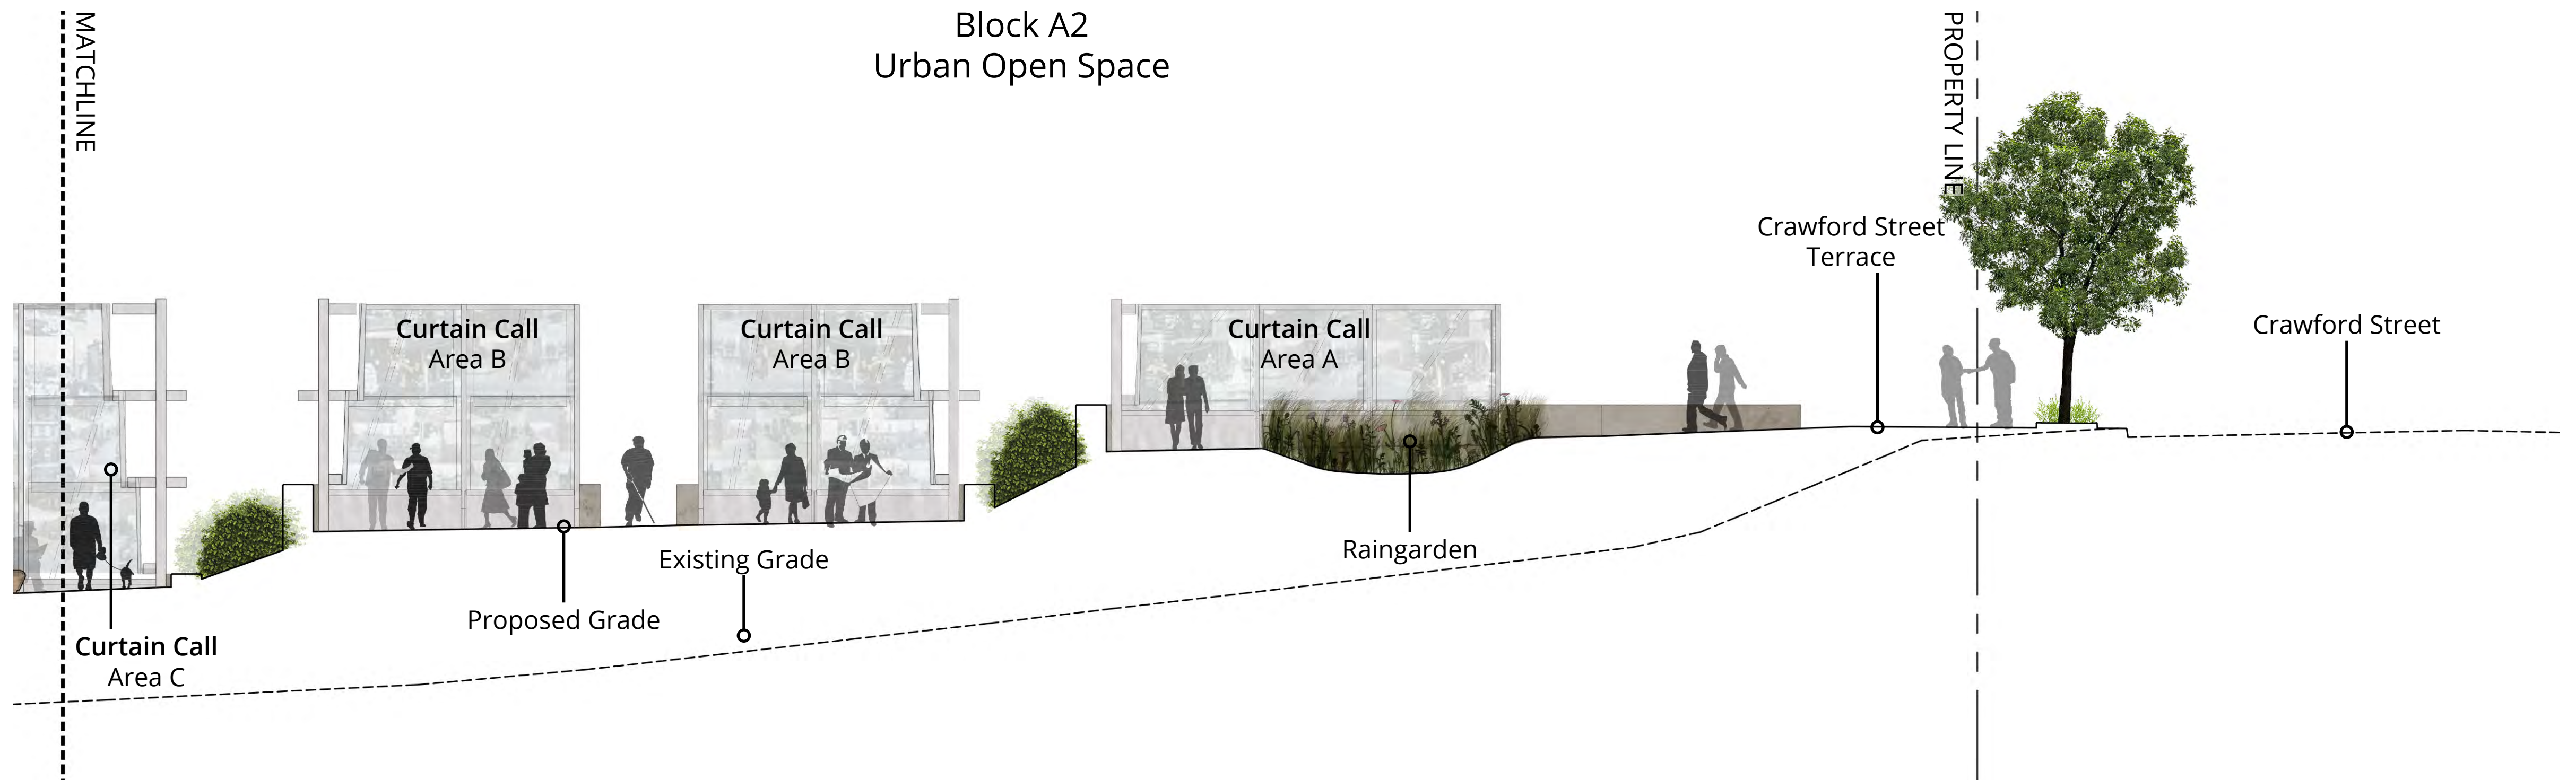 Block A2
Urban Open Space
MATCHLINE
PROPERTY LINE
Crawford Street
Terrace
Crawford Street
Curtain Call
Area B
Curtain Call
Area B
Curtain Call
Area A
Raingarden
Existing Grade
Proposed Grade
Curtain Call
Area C